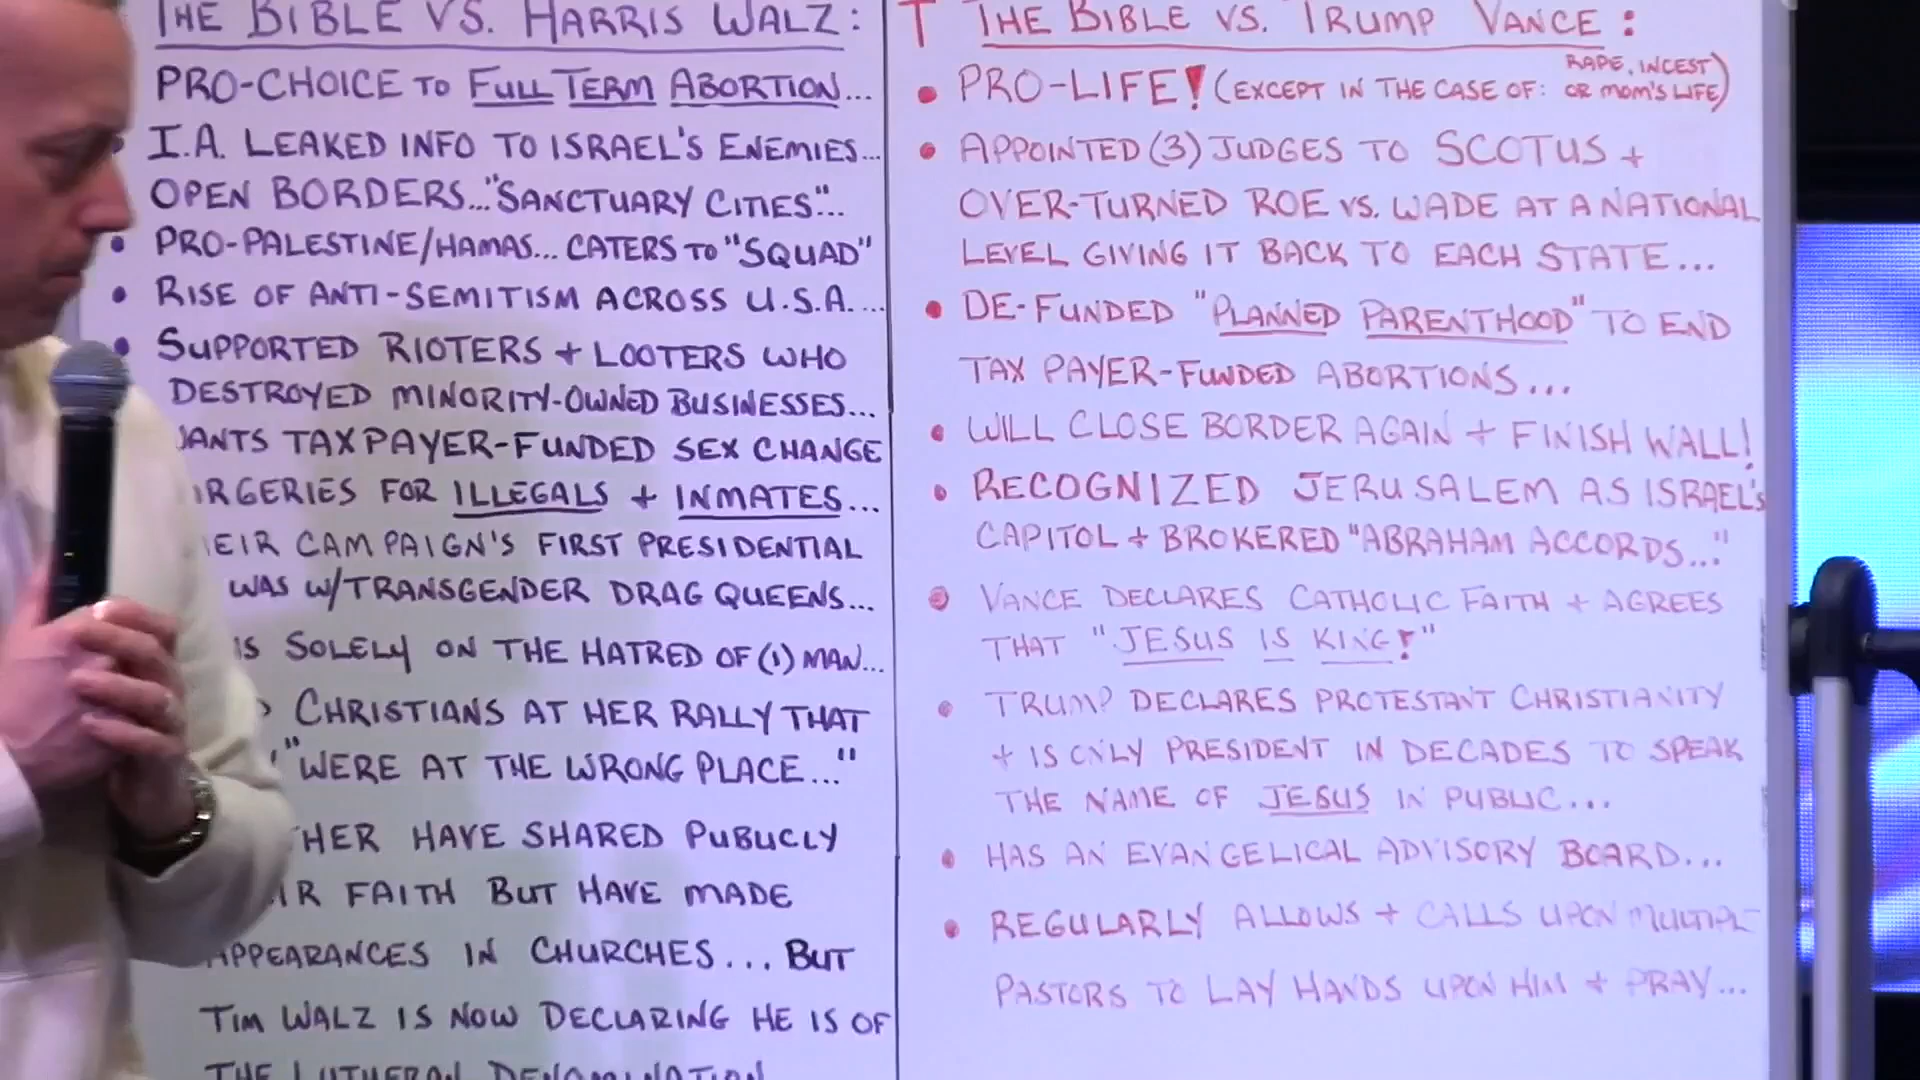 THE BIBLE VS. HARRIS WALZ:
PRO-CHOICE TO FULL TERM ABORTION...
I.A. LEAKED INFO TO ISRAEL'S ENEMIES...
OPEN BORDERS..."SANCTUARY CITIES"...
• PRO-PALESTINE/HAMAS... CATERS TO "SQUAD"
• RISE OF ANTI-SEMITISM ACROSS U.S.A....
• SUPPORTED RIOTERS + LOOTERS WHO
DESTROYED MINORITY-OWNED BUSINESSES...
ANTS TAXPAYER-FUNDED SEX CHANGE
RGERIES FOR ILLEGALS + INMATES...
EIR CAMPAIGN'S FIRST PRESIDENTIAL
WAS W/TRANSGENDER DRAG QUEENS...
IS SOLELY ON THE HATRED OF (1) MAN...
CHRISTIANS AT HER RALLY THAT
"WERE AT THE WRONG PLACE..."
THER HAVE SHARED PUBLICLY
IR FAITH BUT HAVE MADE
APPEARANCES IN CHURCHES... BUT
TIM WALZ IS NOW DECLARING HE IS OF
THE LUTHERAN DENOMINATION
THE BIBLE VS. TRUMP VANCE:
• PRO-LIFE! (EXCEPT IN THE CASE OF: RAPE, INCEST OR MOM'S LIFE)
• APPOINTED (3) JUDGES TO SCOTUS +
OVER-TURNED ROE VS. WADE AT A NATIONAL
LEVEL GIVING IT BACK TO EACH STATE...
• DE-FUNDED "PLANNED PARENTHOOD" TO END
TAX PAYER-FUNDED ABORTIONS...
• WILL CLOSE BORDER AGAIN + FINISH WALL!
• RECOGNIZED JERUSALEM AS ISRAEL'S
CAPITOL + BROKERED "ABRAHAM ACCORDS..."
• VANCE DECLARES CATHOLIC FAITH + AGREES
THAT "JESUS IS KING!"
• TRUMP DECLARES PROTESTANT CHRISTIANITY
+ IS ONLY PRESIDENT IN DECADES TO SPEAK
THE NAME OF JESUS IN PUBLIC...
• HAS AN EVANGELICAL ADVISORY BOARD...
• REGULARLY ALLOWS + CALLS UPON MULTIPL
PASTORS TO LAY HANDS UPON HIM + PRAY...